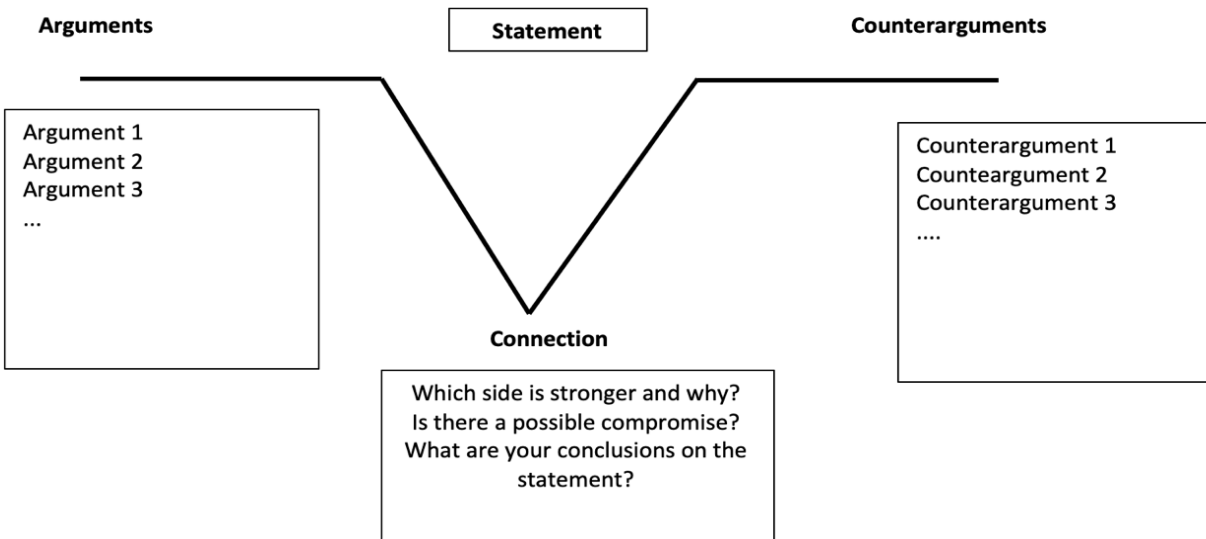 Arguments
Statement
Counterarguments
Argument 1
Argument 2
Argument 3
...
Counterargument 1
Counteargument 2
Counterargument 3
....
Connection
Which side is stronger and why?
Is there a possible compromise?
What are your conclusions on the
statement?